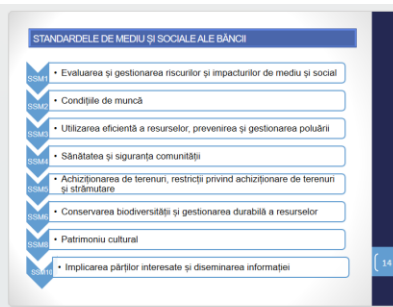 STANDARDELE DE MEDIU ȘI SOCIALE ALE BĂNCII
SSM1
• Evaluarea și gestionarea riscurilor și impacturilor de mediu și social
SSM2
• Condițiile de muncă
SSM3
• Utilizarea eficientă a resurselor, prevenirea și gestionarea poluării
SSM4
• Sănătatea și siguranța comunității
SSM5
• Achiziționarea de terenuri, restricții privind achiziționare de terenuri
și strămutare
SSM6
• Conservarea biodiversității și gestionarea durabilă a resurselor
SSM8
• Patrimoniu cultural
SSM10
• Implicarea părților interesate și diseminarea informației
14